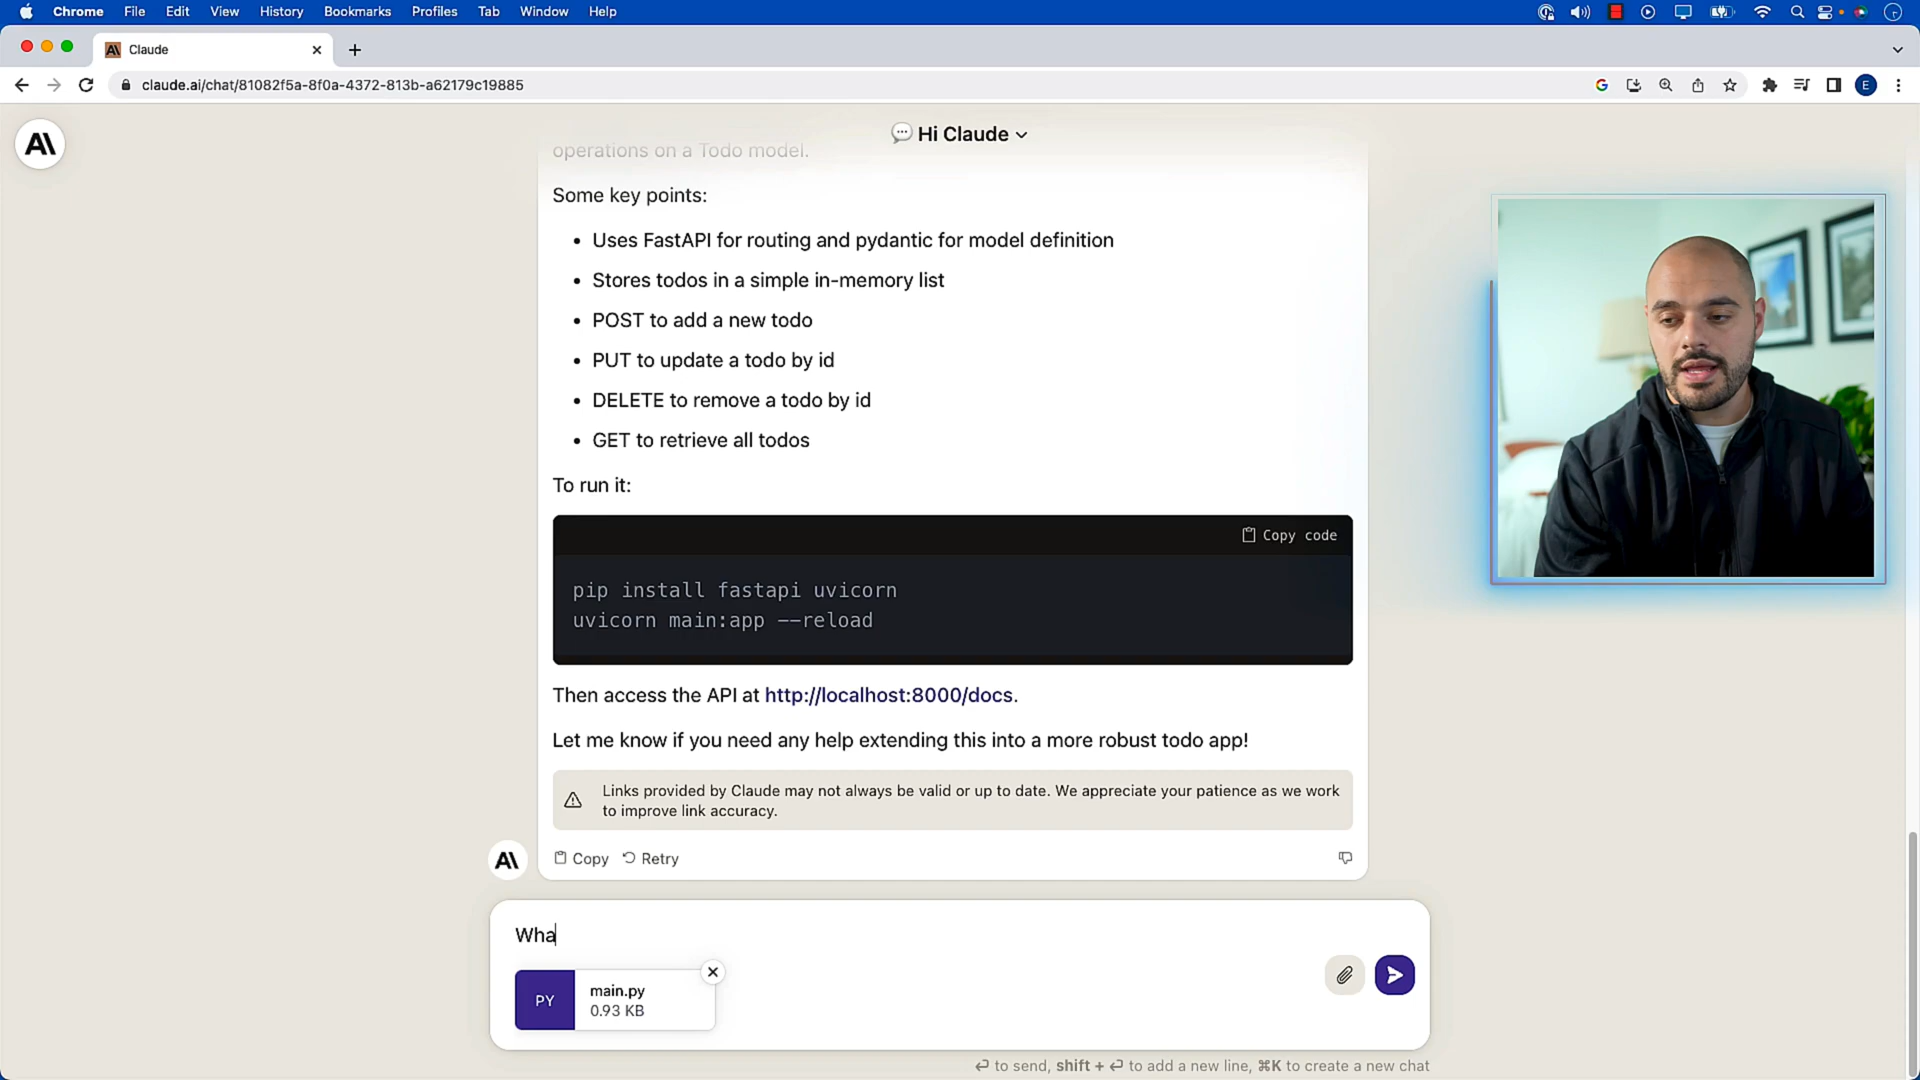 Chrome File Edit View History Bookmarks Profiles Tab Window Help
Claude
claude.ai/chat/81082f5a-8f0a-4372-813b-a62179c19885
E
Hi Claude
operations on a Todo model.
Some key points:
• Uses FastAPI for routing and pydantic for model definition
• Stores todos in a simple in-memory list
• POST to add a new todo
• PUT to update a todo by id
• DELETE to remove a todo by id
• GET to retrieve all todos
To run it:
Copy code
pip install fastapi uvicorn
uvicorn main:app --reload
Then access the API at http://localhost:8000/docs.
Let me know if you need any help extending this into a more robust todo app!
Links provided by Claude may not always be valid or up to date. We appreciate your patience as we work
to improve link accuracy.
Copy Retry
Wha
PY
main.py
0.93 KB
⏎ to send, shift + ⏎ to add a new line, ⌘K to create a new chat